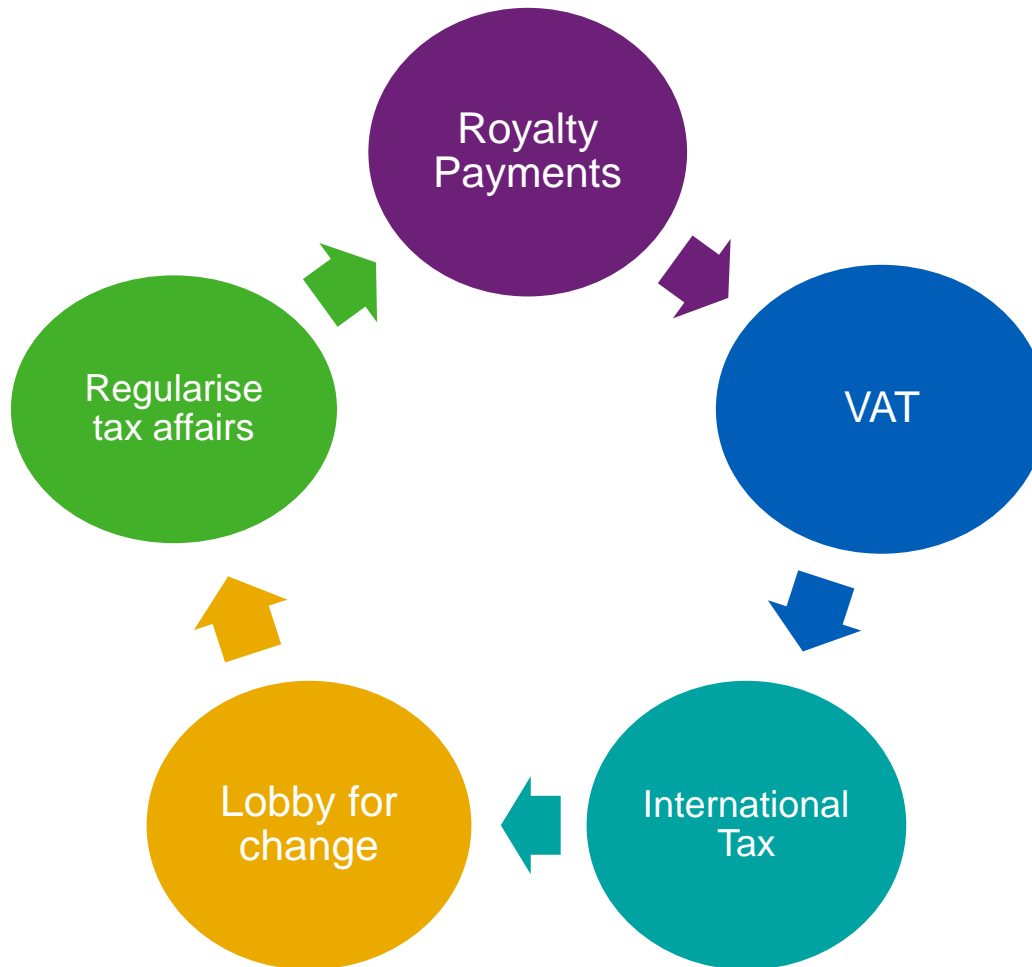 Royalty
Payments
VAT
International
Tax
Lobby for
change
Regularise
tax affairs